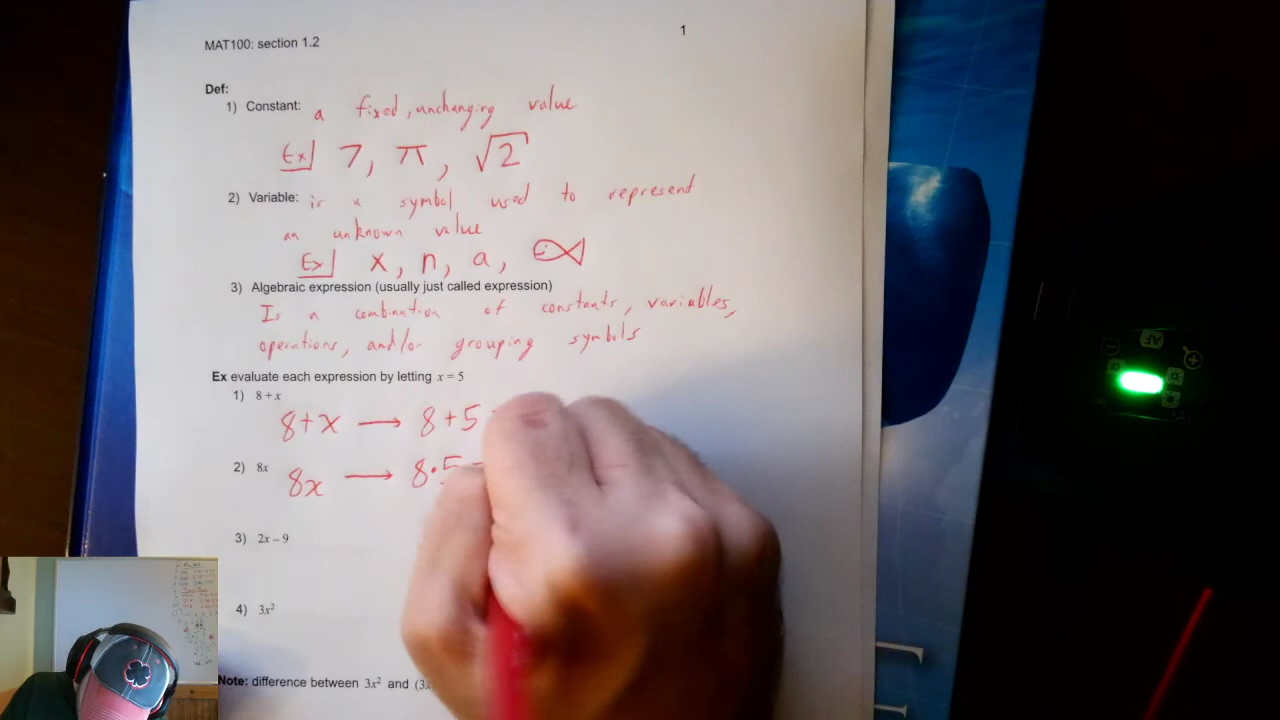 1
MAT100: section 1.2
Def:
1) Constant: a fixed, unchanging value
Ex 7, π, √2
2) Variable: is a symbol used to represent
an unknown value
Ex x, n, a,
3) Algebraic expression (usually just called expression)
Is a combination of constants, variables,
operations, and/or grouping symbols
Ex evaluate each expression by letting x = 5
1) 8 + x
8+x → 8+5
2) 8x
8x → 8·5
3) 2x – 9
4) 3x²
Note: difference between 3x² and (3x
AF